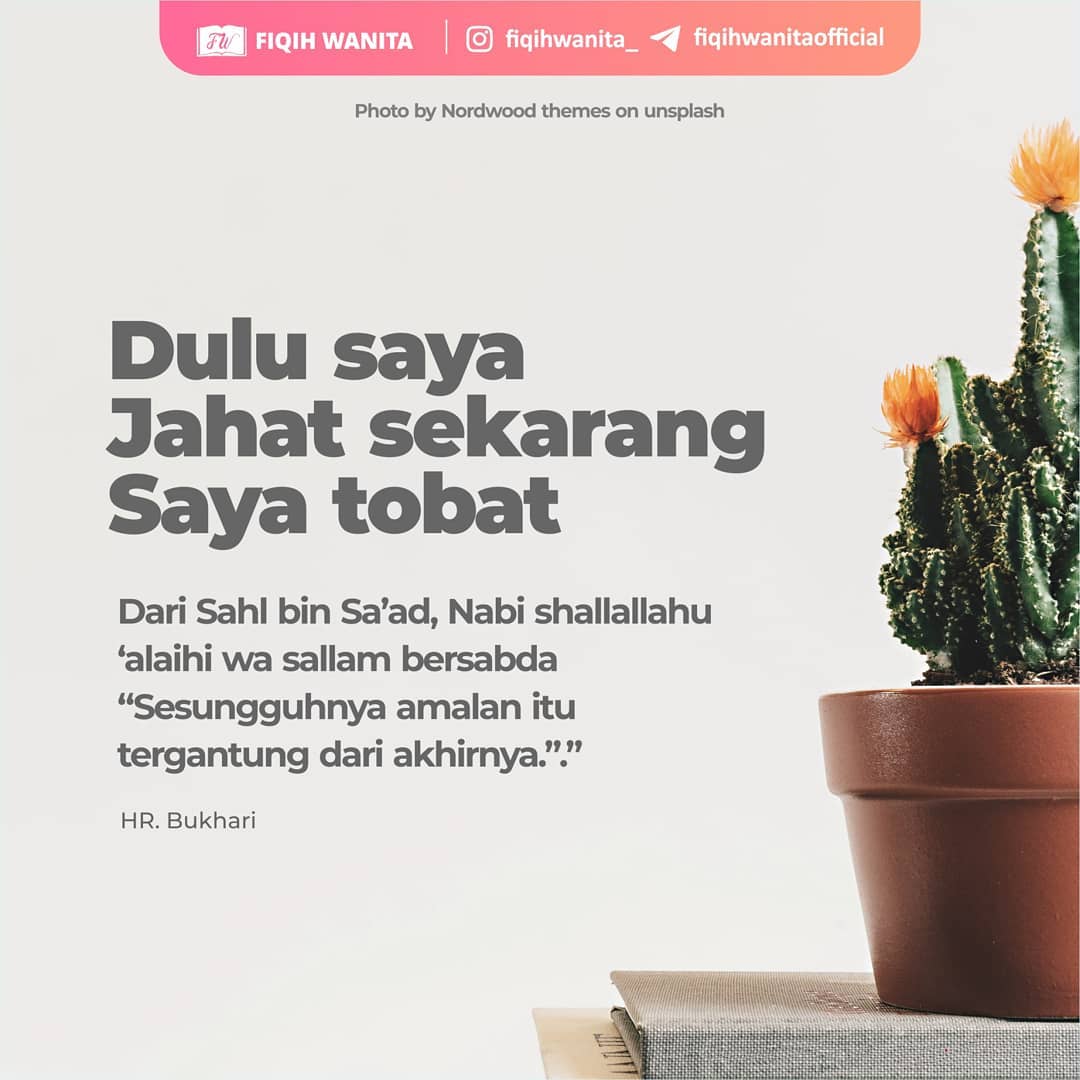 FW FIQIH WANITA fiqihwanita_ fiqihwanitaofficial
Photo by Nordwood themes on unsplash
Dulu saya
Jahat sekarang
Saya tobat
Dari Sahl bin Sa’ad, Nabi shallallahu
‘alaihi wa sallam bersabda
“Sesungguhnya amalan itu
tergantung dari akhirnya.”.”
HR. Bukhari